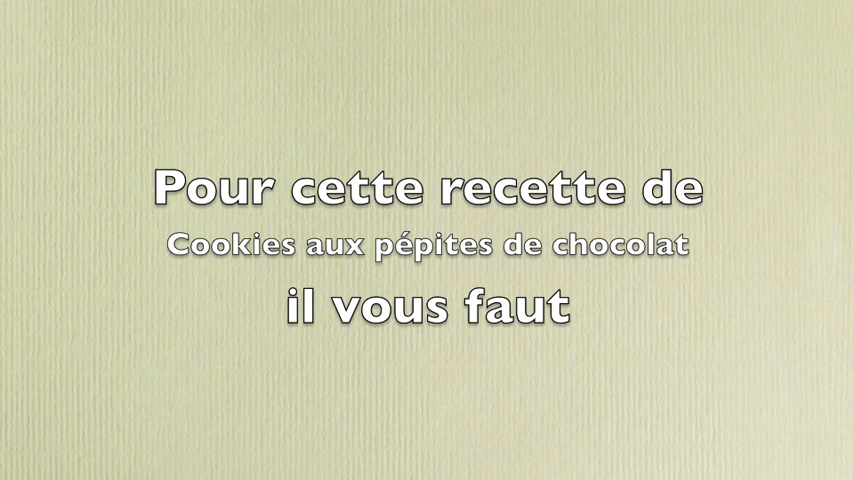 Pour cette recette de
Cookies aux pépites de chocolat
il vous faut